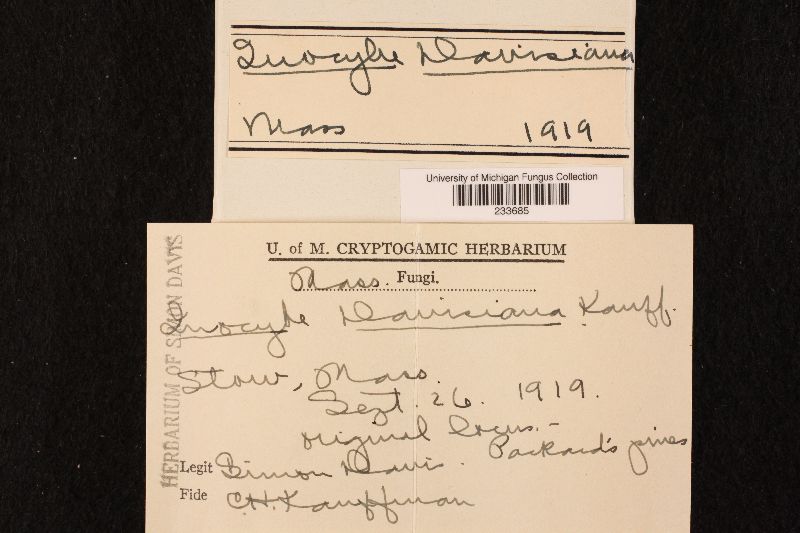 Inocybe Davisiana
Mass 1919
University of Michigan Fungus Collection
233685
U. of M. CRYPTOGAMIC HERBARIUM
Mass. Fungi.
Inocybe Davisiana Kauff.
Stow, Mass.
Sept. 26. 1919.
original locus. - Packard's pines
Legit Simon Davis.
Fide C.H. Kauffman
HERBARIUM OF SIMON DAVIS